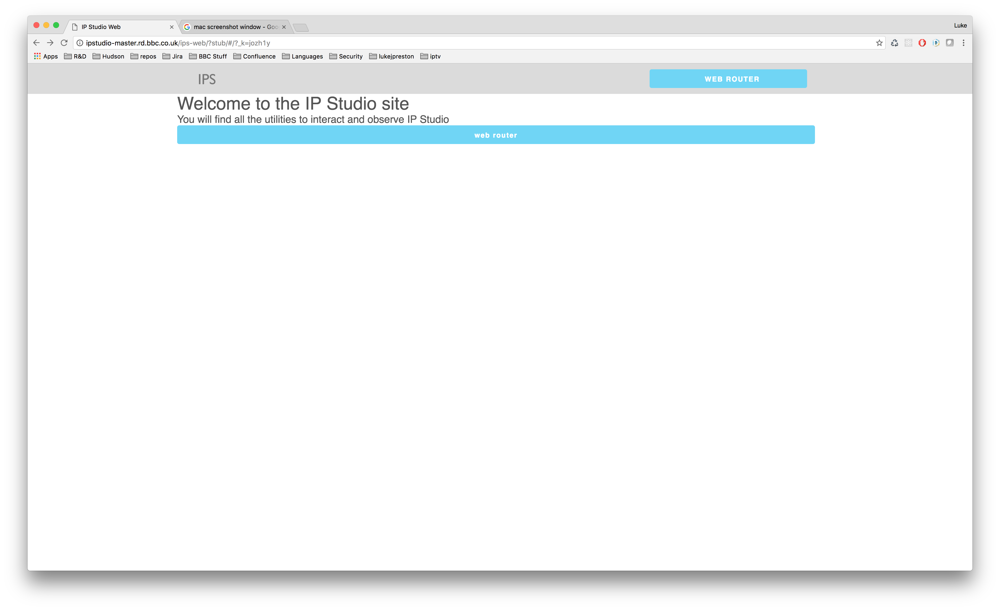 IP Studio Web
mac screenshot window - Goo
Luke
ipstudio-master.rd.bbc.co.uk/ips-web/?stub/#/?_k=jozh1y
Apps R&D Hudson repos Jira BBC Stuff Confluence Languages Security lukejpreston iptv
IPS
WEB ROUTER
Welcome to the IP Studio site
You will find all the utilities to interact and observe IP Studio
web router